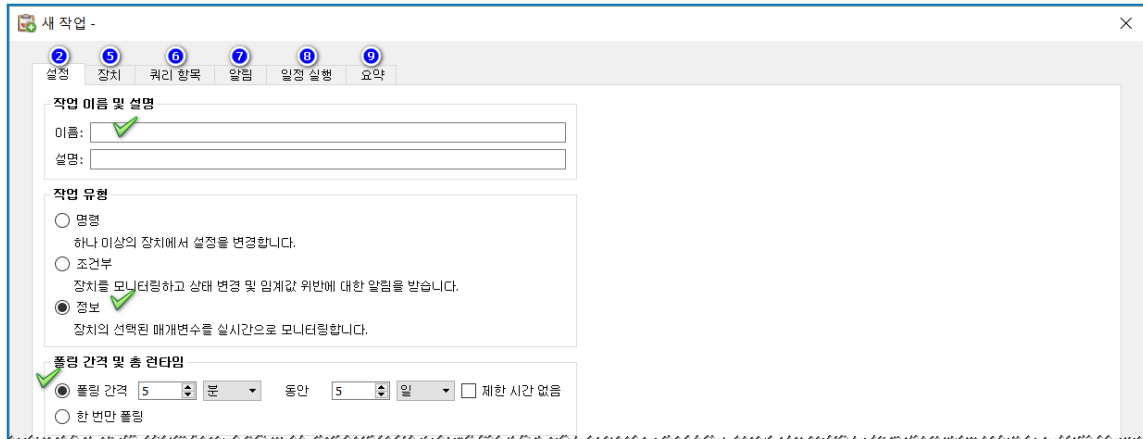 새 작업 -
2 5 6 7 8 9
설정 장치 쿼리 항목 알림 일정 실행 요약
작업 이름 및 설명
이름:
설명:
작업 유형
명령
하나 이상의 장치에서 설정을 변경합니다.
조건부
장치를 모니터링하고 상태 변경 및 임계값 위반에 대한 알림을 받습니다.
정보
장치의 선택된 매개변수를 실시간으로 모니터링합니다.
폴링 간격 및 총 런타임
폴링 간격 5 분 동안 5 일 제한 시간 없음
한 번만 폴링